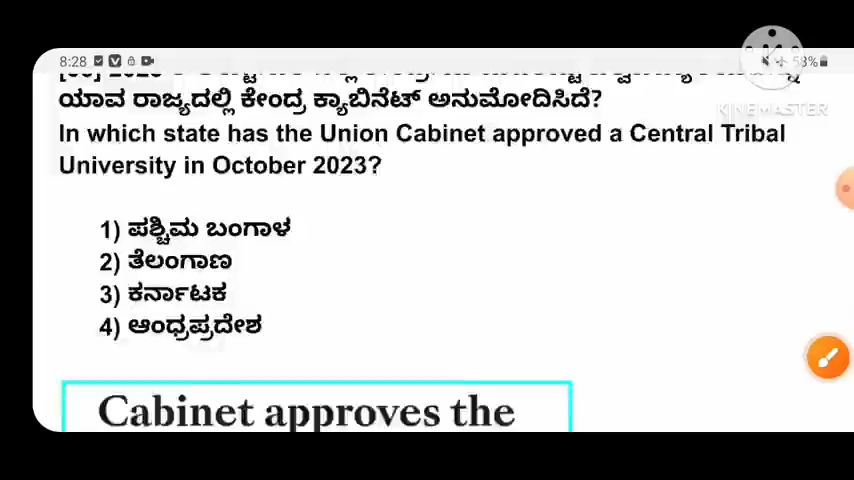 8:28
58%
KINEMASTER
ಯಾವ ರಾಜ್ಯದಲ್ಲಿ ಕೇಂದ್ರ ಕ್ಯಾಬಿನೆಟ್ ಅನುಮೋದಿಸಿದೆ?
In which state has the Union Cabinet approved a Central Tribal
University in October 2023?
1) ಪಶ್ಚಿಮ ಬಂಗಾಳ
2) ತೆಲಂಗಾಣ
3) ಕರ್ನಾಟಕ
4) ಆಂಧ್ರಪ್ರದೇಶ
Cabinet approves the